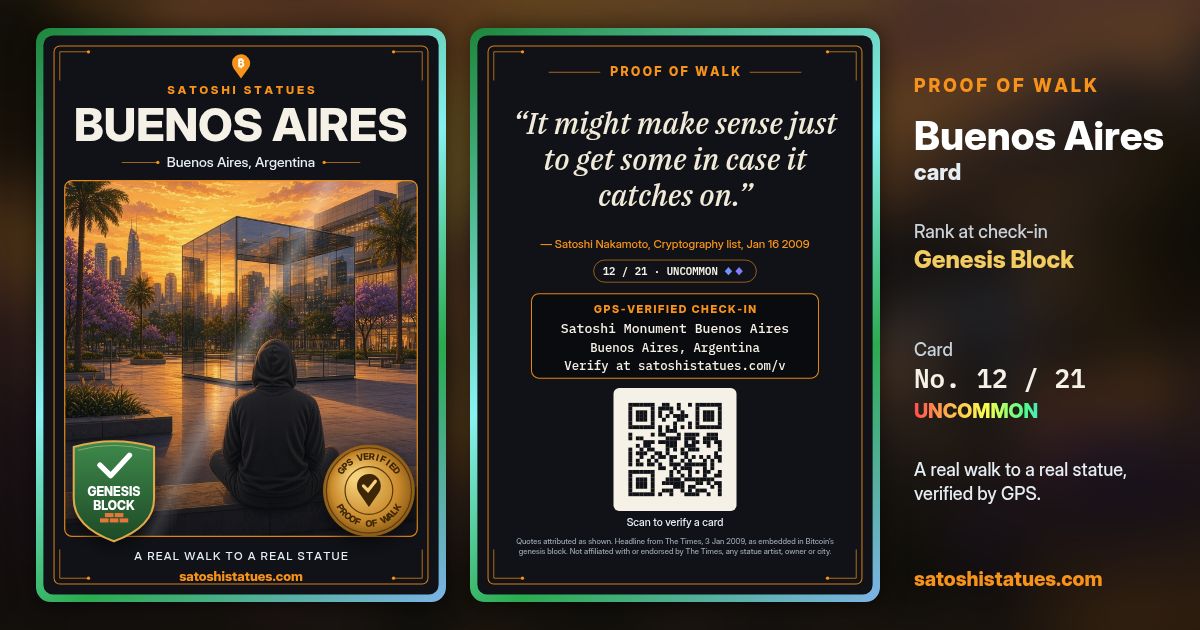 SATOSHI STATUES
BUENOS AIRES
Buenos Aires, Argentina
GENESIS
BLOCK
GPS VERIFIED
PROOF OF WALK
A REAL WALK TO A REAL STATUE
satoshistatues.com
PROOF OF WALK
“It might make sense just
to get some in case it
catches on.”
— Satoshi Nakamoto, Cryptography list, Jan 16 2009
12 / 21 · UNCOMMON
GPS-VERIFIED CHECK-IN
Satoshi Monument Buenos Aires
Buenos Aires, Argentina
Verify at satoshistatues.com/v
Scan to verify a card
Quotes attributed as shown. Headline from The Times, 3 Jan 2009, as embedded in Bitcoin's
genesis block. Not affiliated with or endorsed by The Times, any statue artist, owner or city.
PROOF OF WALK
Buenos Aires
card
Rank at check-in
Genesis Block
Card
No. 12 / 21
UNCOMMON
A real walk to a real statue,
verified by GPS.
satoshistatues.com